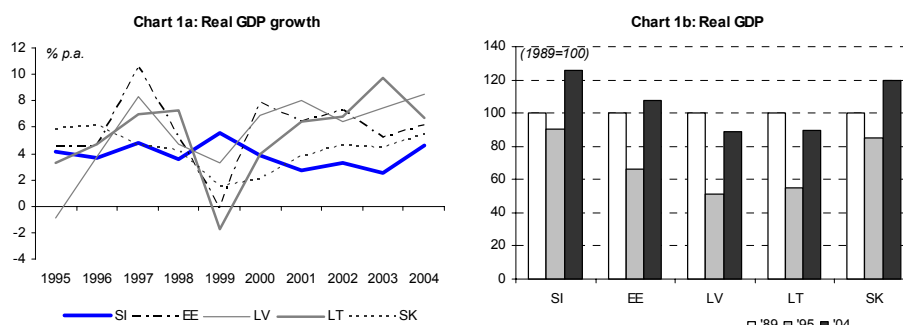 Chart 1a: Real GDP growth
% p.a.
12
10
8
6
4
2
0
-2
-4
1995 1996 1997 1998 1999 2000 2001 2002 2003 2004
SI EE LV LT SK
Chart 1b: Real GDP
(1989=100)
140
120
100
80
60
40
20
0
SI EE LV LT SK
'89 '95 '04